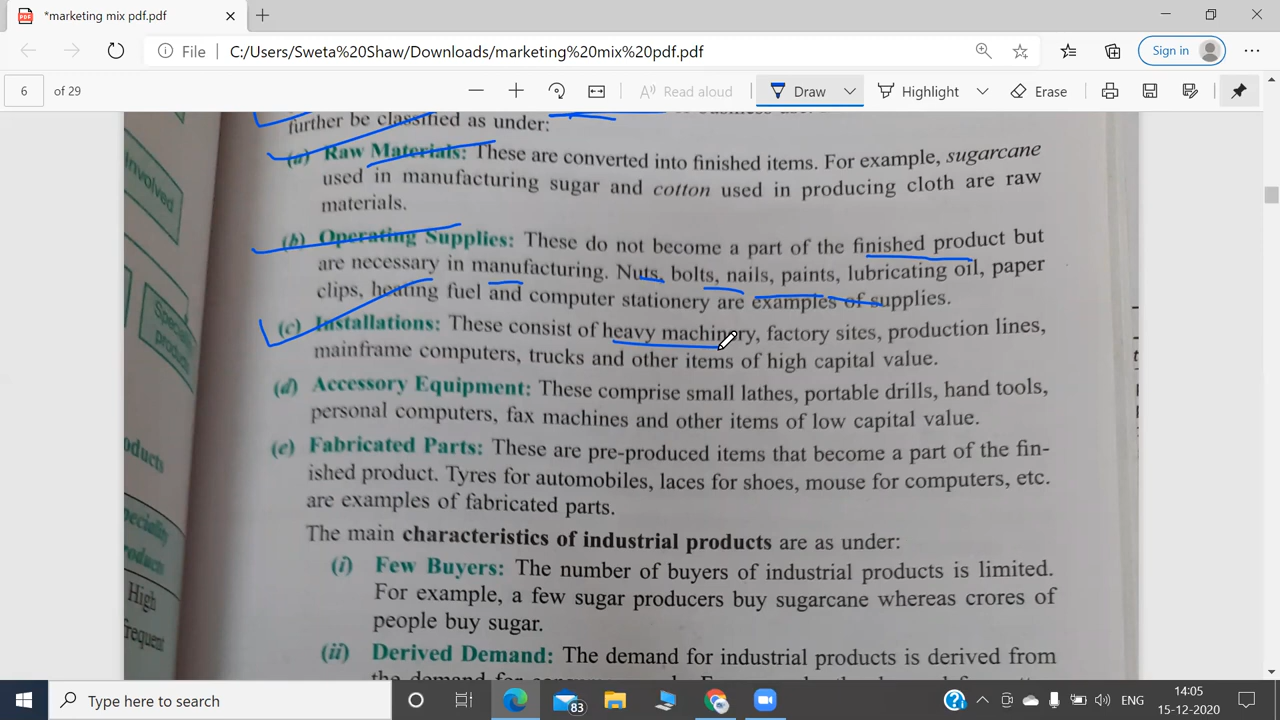 *marketing mix pdf.pdf
File
C:/Users/Sweta%20Shaw/Downloads/marketing%20mix%20pdf.pdf
Sign in
6 of 29
Read aloud
Draw
Highlight
Erase
further be classified as under:
(a) Raw Materials: These are converted into finished items. For example, sugarcane
used in manufacturing sugar and cotton used in producing cloth are raw
materials.
(b) Operating Supplies: These do not become a part of the finished product but
are necessary in manufacturing. Nuts, bolts, nails, paints, lubricating oil, paper
clips, heating fuel and computer stationery are examples of supplies.
(c) Installations: These consist of heavy machinery, factory sites, production lines,
mainframe computers, trucks and other items of high capital value.
(d) Accessory Equipment: These comprise small lathes, portable drills, hand tools,
personal computers, fax machines and other items of low capital value.
(e) Fabricated Parts: These are pre-produced items that become a part of the fin-
ished product. Tyres for automobiles, laces for shoes, mouse for computers, etc.
are examples of fabricated parts.
The main characteristics of industrial products are as under:
(i) Few Buyers: The number of buyers of industrial products is limited.
For example, a few sugar producers buy sugarcane whereas crores of
people buy sugar.
(ii) Derived Demand: The demand for industrial products is derived from
High
Type here to search
83
ENG
14:05
15-12-2020